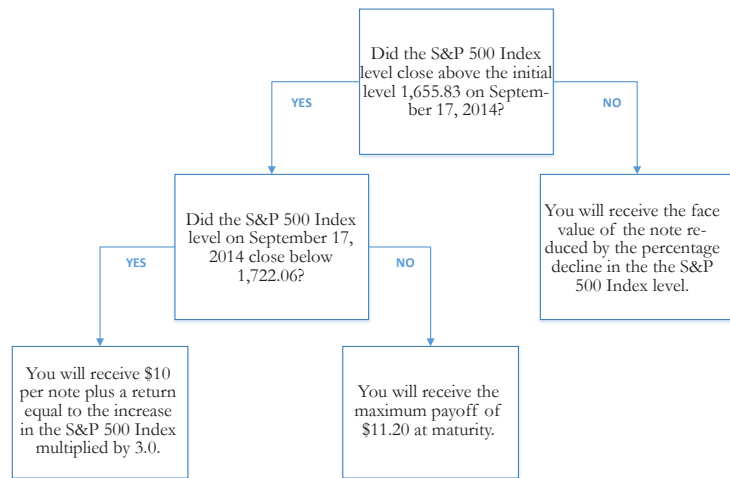 Did the S&P 500 Index
level close above the initial
level 1,655.83 on Septem-
ber 17, 2014?
YES
NO
Did the S&P 500 Index
level on September 17,
2014 close below
1,722.06?
You will receive the face
value of the note re-
duced by the percentage
decline in the the S&P
500 Index level.
YES
NO
You will receive $10
per note plus a return
equal to the increase
in the S&P 500 Index
multiplied by 3.0.
You will receive the
maximum payoff of
$11.20 at maturity.